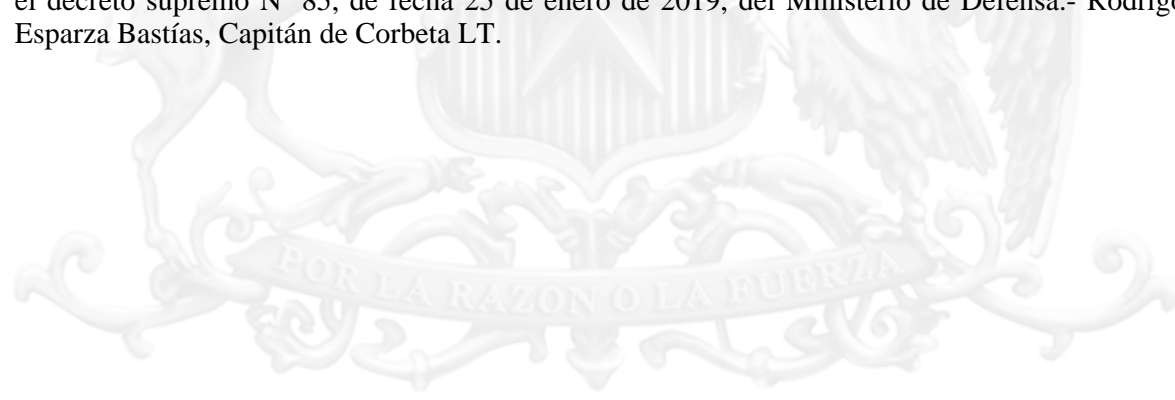 el decreto supremo N° 85, de fecha 25 de enero de 2019, del Ministerio de Defensa.- Rodrigo
Esparza Bastías, Capitán de Corbeta LT.
POR LA RAZON O LA FUERZA